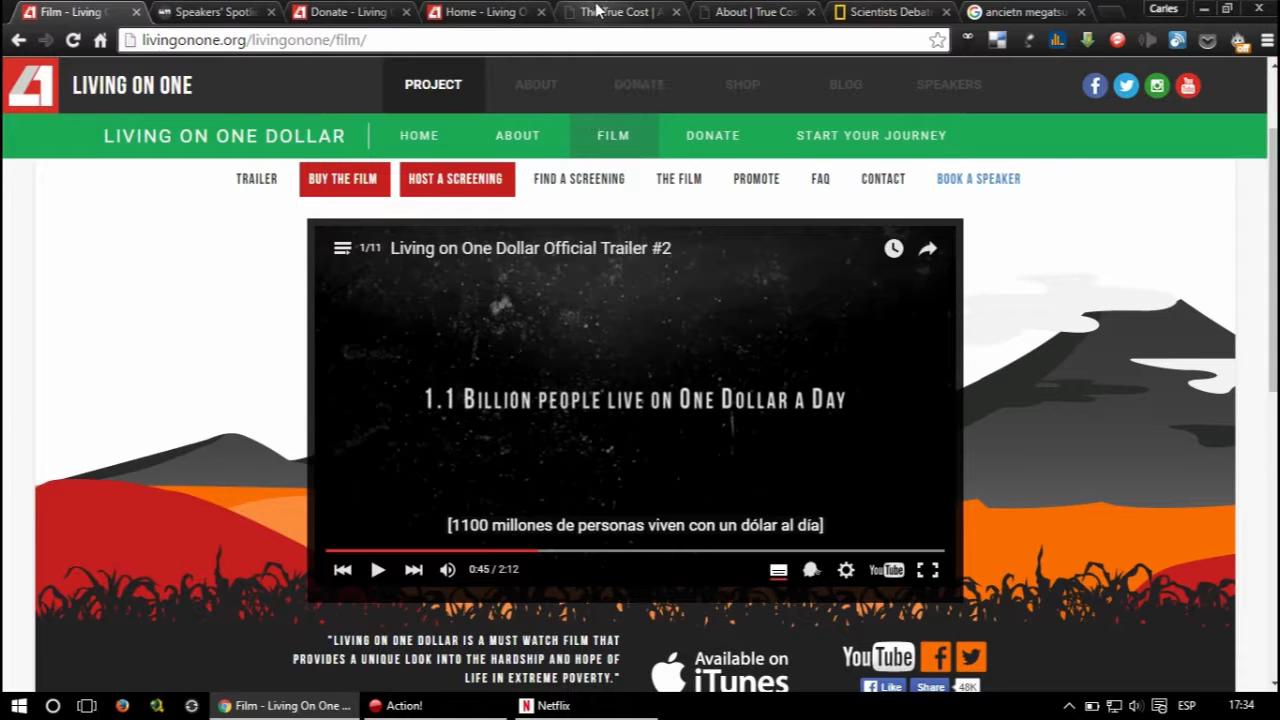 Film - Living
Speakers' Spotli
Donate - Living
Home - Living O
The True Cost | A
About | True Co
Scientists Debat
ancietn megatsu
Carles
livingonone.org/livingonone/film/
off
LIVING ON ONE
PROJECT
ABOUT
DONATE
SHOP
BLOG
SPEAKERS
LIVING ON ONE DOLLAR
HOME
ABOUT
FILM
DONATE
START YOUR JOURNEY
TRAILER
BUY THE FILM
HOST A SCREENING
FIND A SCREENING
THE FILM
PROMOTE
FAQ
CONTACT
BOOK A SPEAKER
1/11 Living on One Dollar Official Trailer #2
1.1 BILLION PEOPLE LIVE ON ONE DOLLAR A DAY
[1100 millones de personas viven con un dólar al día]
0:45 / 2:12
YouTube
"LIVING ON ONE DOLLAR IS A MUST WATCH FILM THAT
PROVIDES A UNIQUE LOOK INTO THE HARDSHIP AND HOPE OF
LIFE IN EXTREME POVERTY."
Available on
iTunes
YouTube
Like
Share
48K
Film - Living On One ...
Action!
Netflix
ESP
17:34